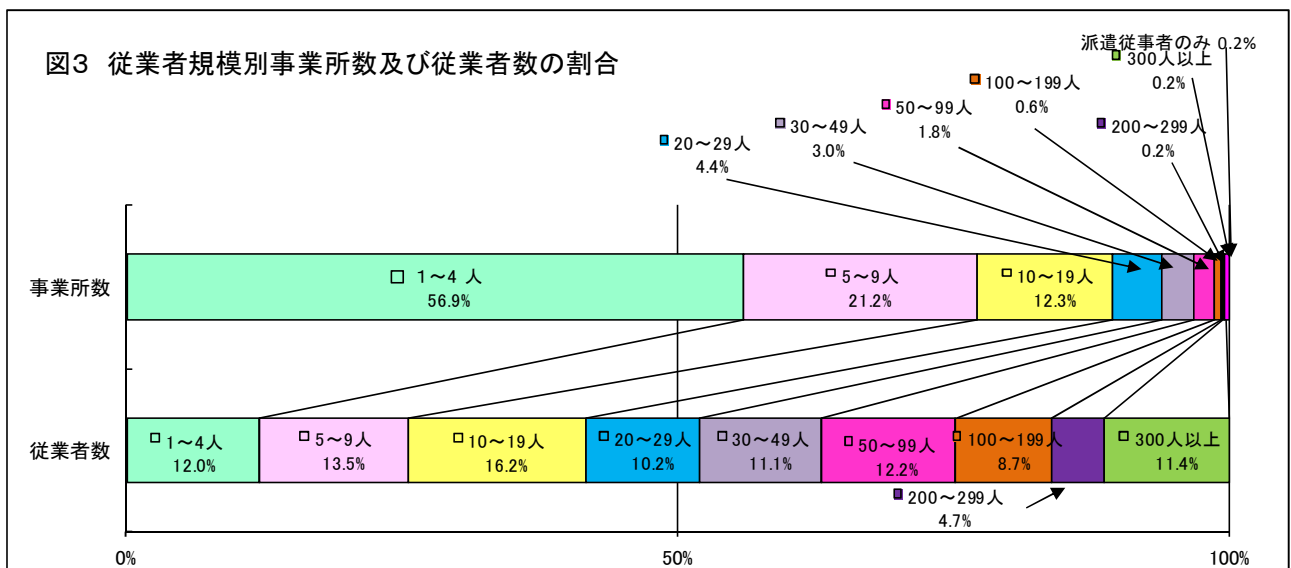 図3 従業者規模別事業所数及び従業者数の割合
派遣従事者のみ 0.2%
300人以上
0.2%
100～199人
0.6%
50～99人
1.8%
200～299人
0.2%
30～49人
3.0%
20～29人
4.4%
事業所数
1～4 人
56.9%
5～9人
21.2%
10～19人
12.3%
従業者数
1～4人
12.0%
5～9人
13.5%
10～19人
16.2%
20～29人
10.2%
30～49人
11.1%
50～99人
12.2%
100～199人
8.7%
300人以上
11.4%
200～299人
4.7%
0%
50%
100%